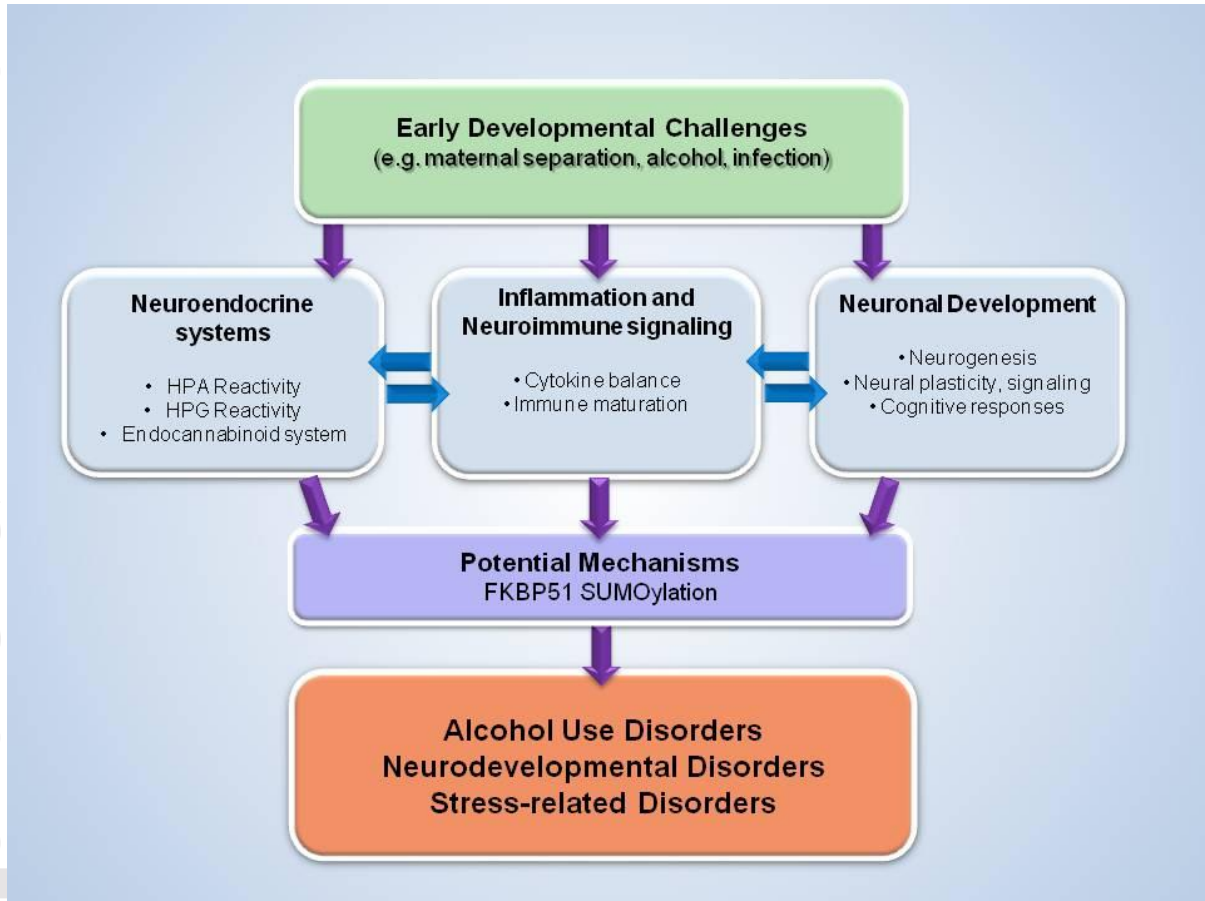 Early Developmental Challenges
(e.g. maternal separation, alcohol, infection)
Neuroendocrine
systems
• HPA Reactivity
• HPG Reactivity
• Endocannabinoid system
Inflammation and
Neuroimmune signaling
• Cytokine balance
• Immune maturation
Neuronal Development
• Neurogenesis
• Neural plasticity, signaling
• Cognitive responses
Potential Mechanisms
FKBP51 SUMOylation
Alcohol Use Disorders
Neurodevelopmental Disorders
Stress-related Disorders